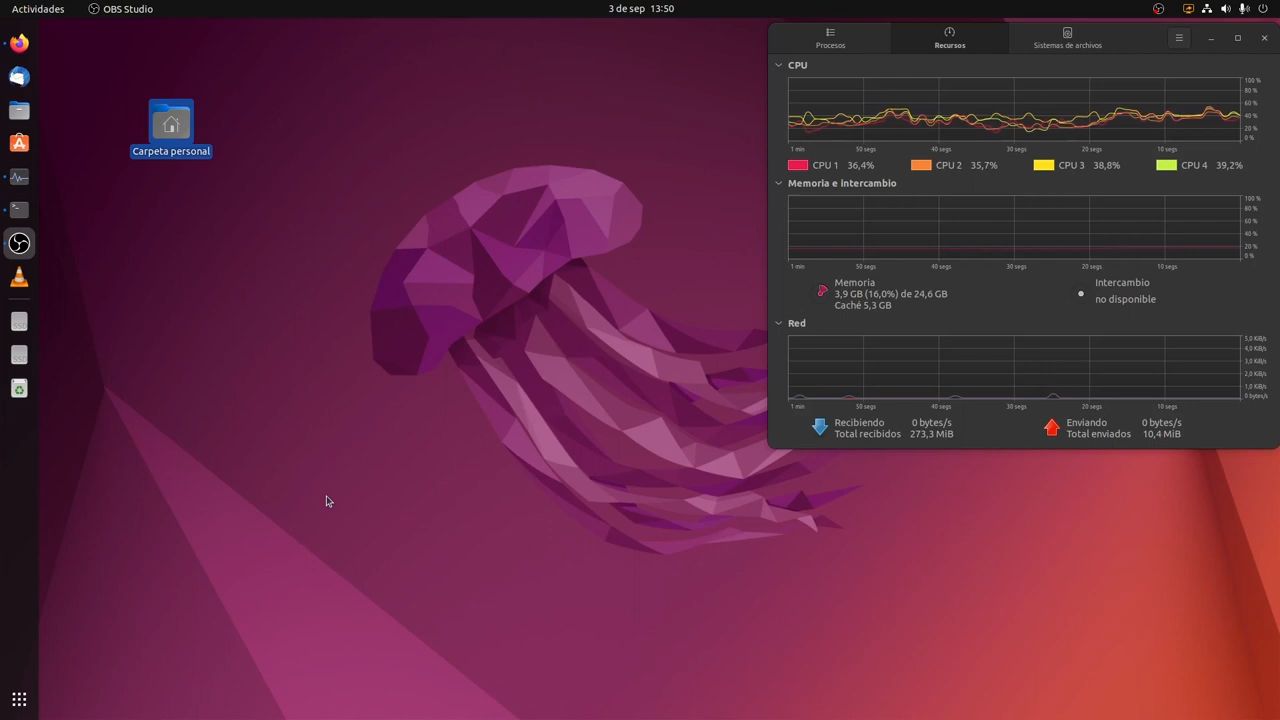 Actividades
OBS Studio
3 de sep 13:50
Carpeta personal
Procesos
Recursos
Sistemas de archivos
CPU
100 %
80 %
60 %
40 %
20 %
0 %
1 min
50 segs
40 segs
30 segs
20 segs
10 segs
CPU 1 36,4%
CPU 2 35,7%
CPU 3 38,8%
CPU 4 39,2%
Memoria e intercambio
100 %
80 %
60 %
40 %
20 %
0 %
1 min
50 segs
40 segs
30 segs
20 segs
10 segs
Memoria
3,9 GB (16,0%) de 24,6 GB
Caché 5,3 GB
Intercambio
no disponible
Red
5,0 KiB/s
4,0 KiB/s
3,0 KiB/s
2,0 KiB/s
1,0 KiB/s
0 bytes/s
1 min
50 segs
40 segs
30 segs
20 segs
10 segs
Recibiendo 0 bytes/s
Total recibidos 273,3 MiB
Enviando 0 bytes/s
Total enviados 10,4 MiB
SSD
SSD